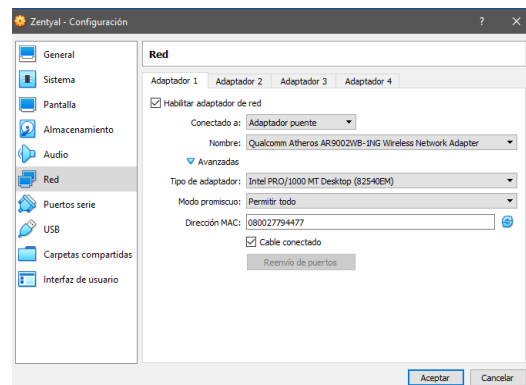 Zentyal - Configuración
? ×
General
Sistema
Pantalla
Almacenamiento
Audio
Red
Puertos serie
USB
Carpetas compartidas
Interfaz de usuario
Red
Adaptador 1 Adaptador 2 Adaptador 3 Adaptador 4
Habilitar adaptador de red
Conectado a: Adaptador puente
Nombre: Qualcomm Atheros AR9002WB-1NG Wireless Network Adapter
Avanzadas
Tipo de adaptador: Intel PRO/1000 MT Desktop (82540EM)
Modo promiscuo: Permitir todo
Dirección MAC: 080027794477
Cable conectado
Reenvío de puertos
Aceptar Cancelar